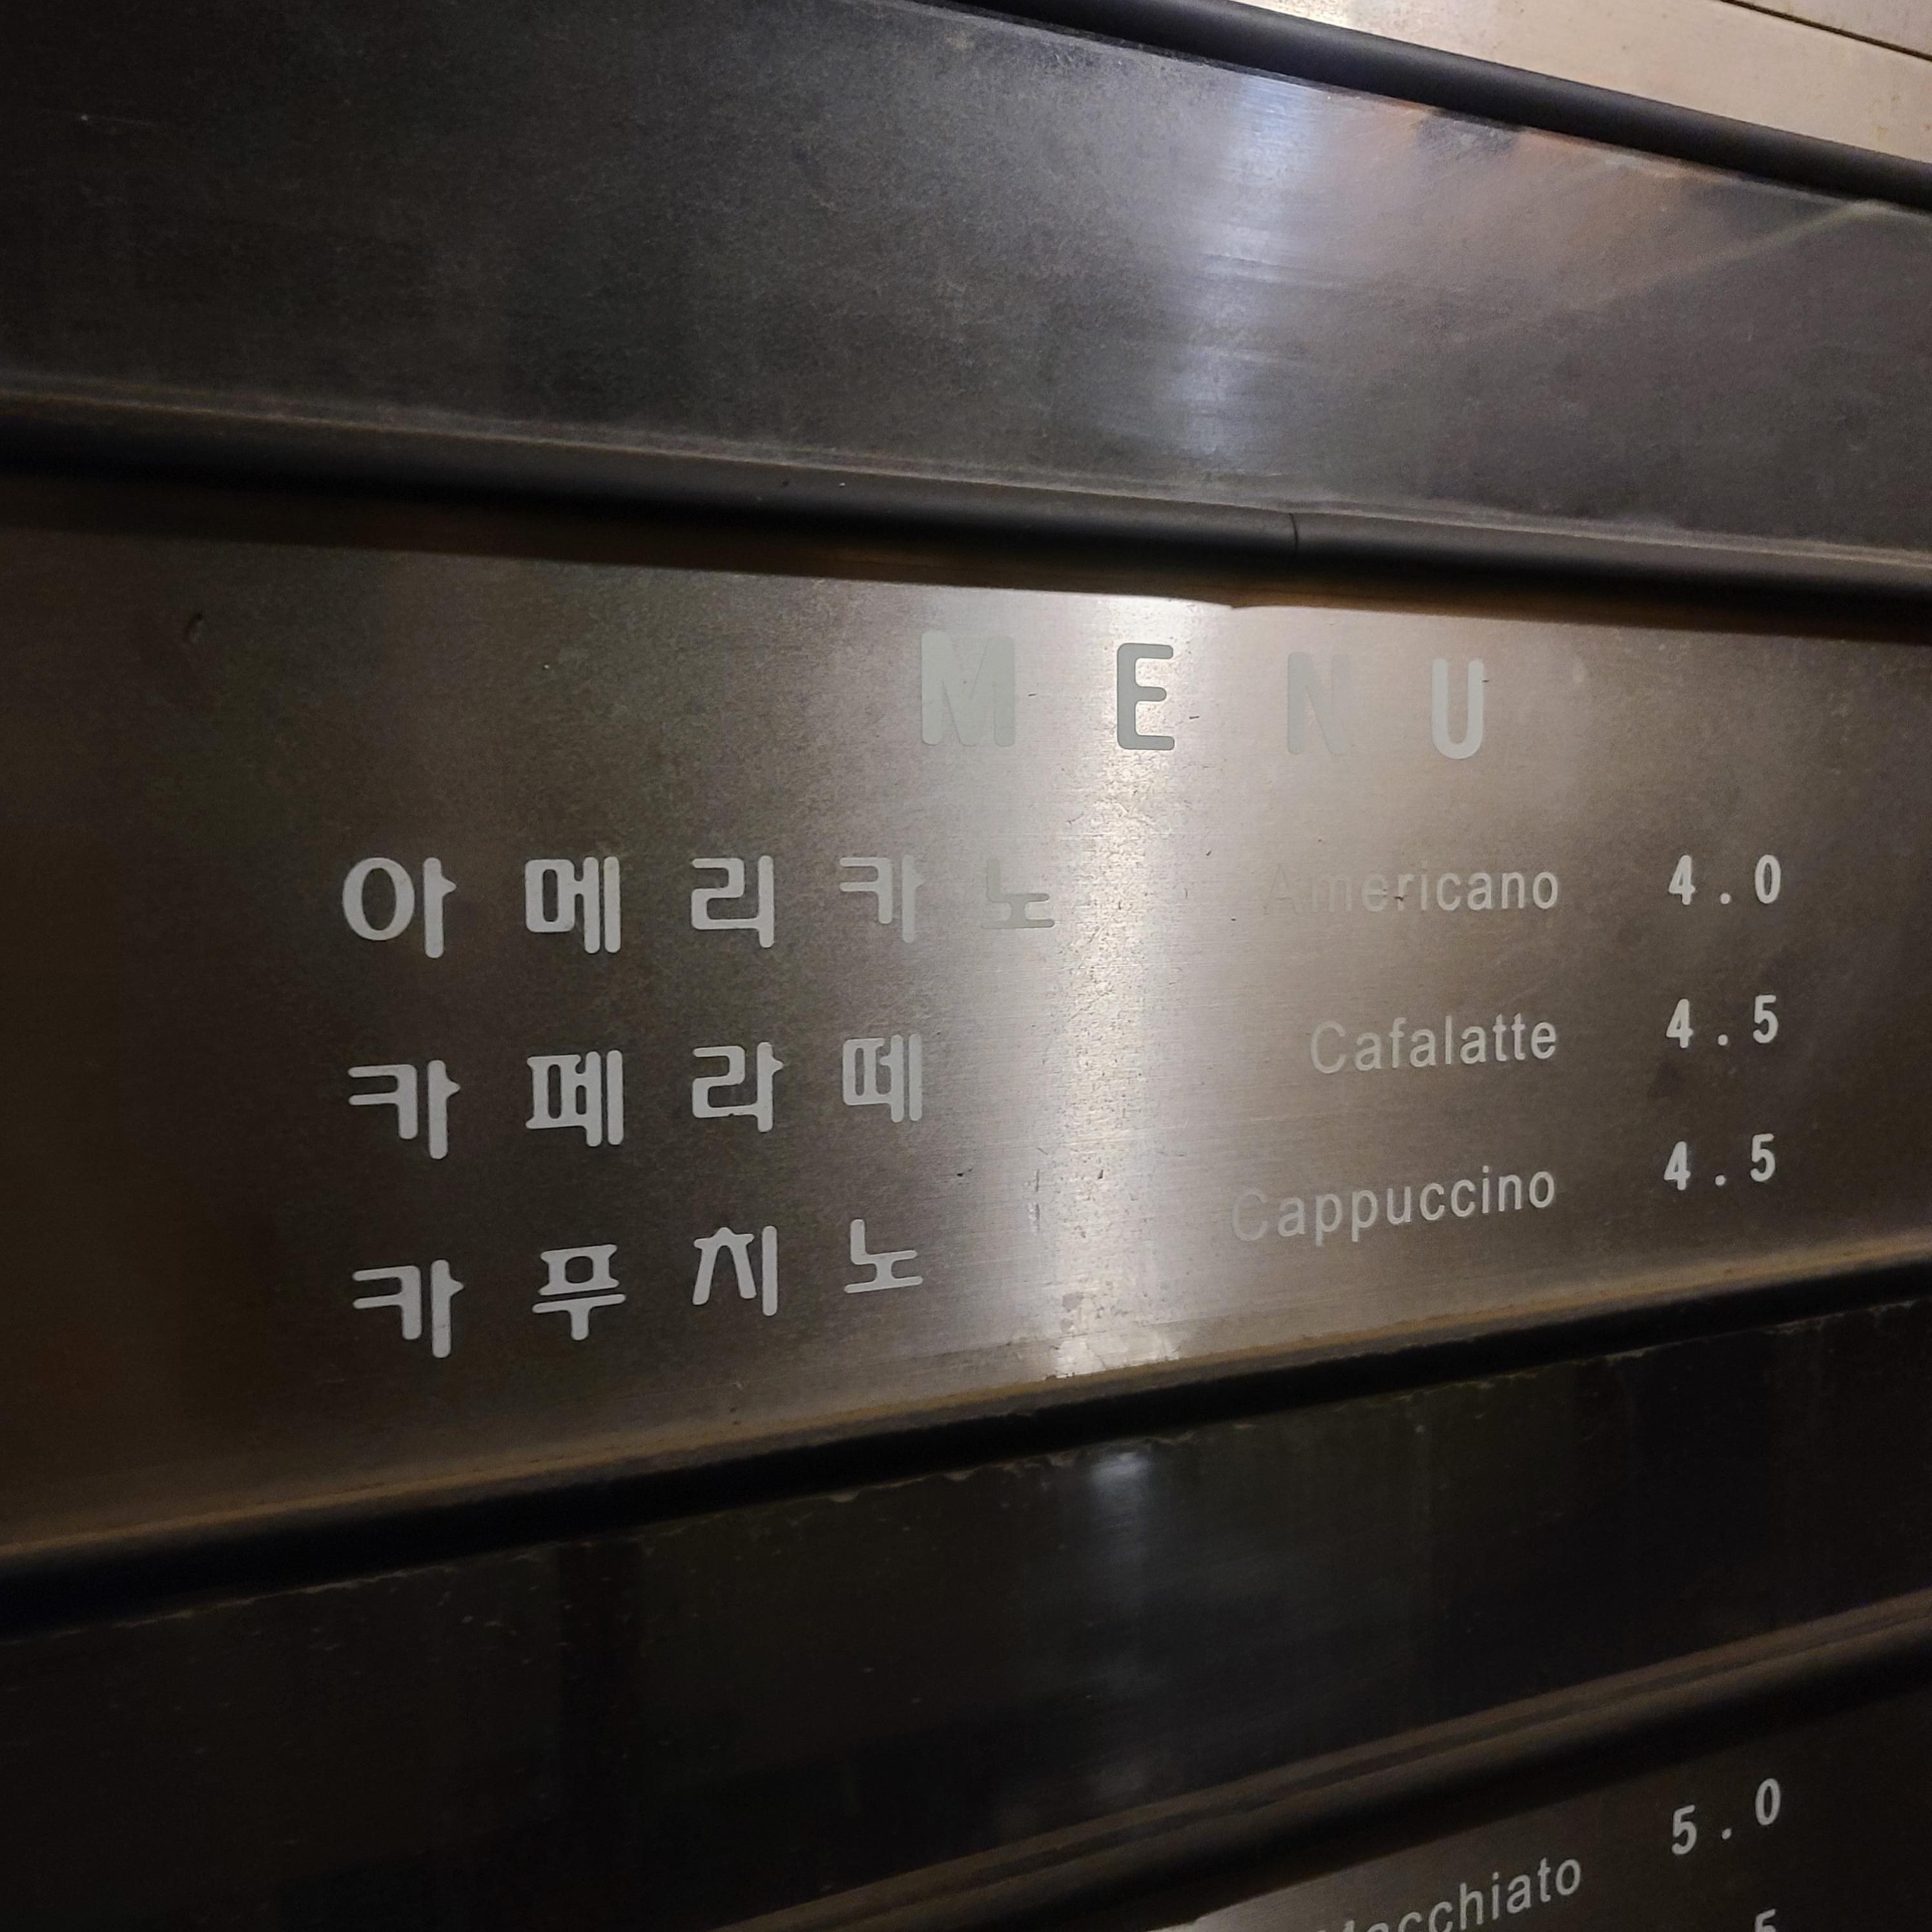 MENU
아메리카노 Americano 4.0
카페라떼 Cafalatte 4.5
카푸치노 Cappuccino 4.5
Macchiato 5.0